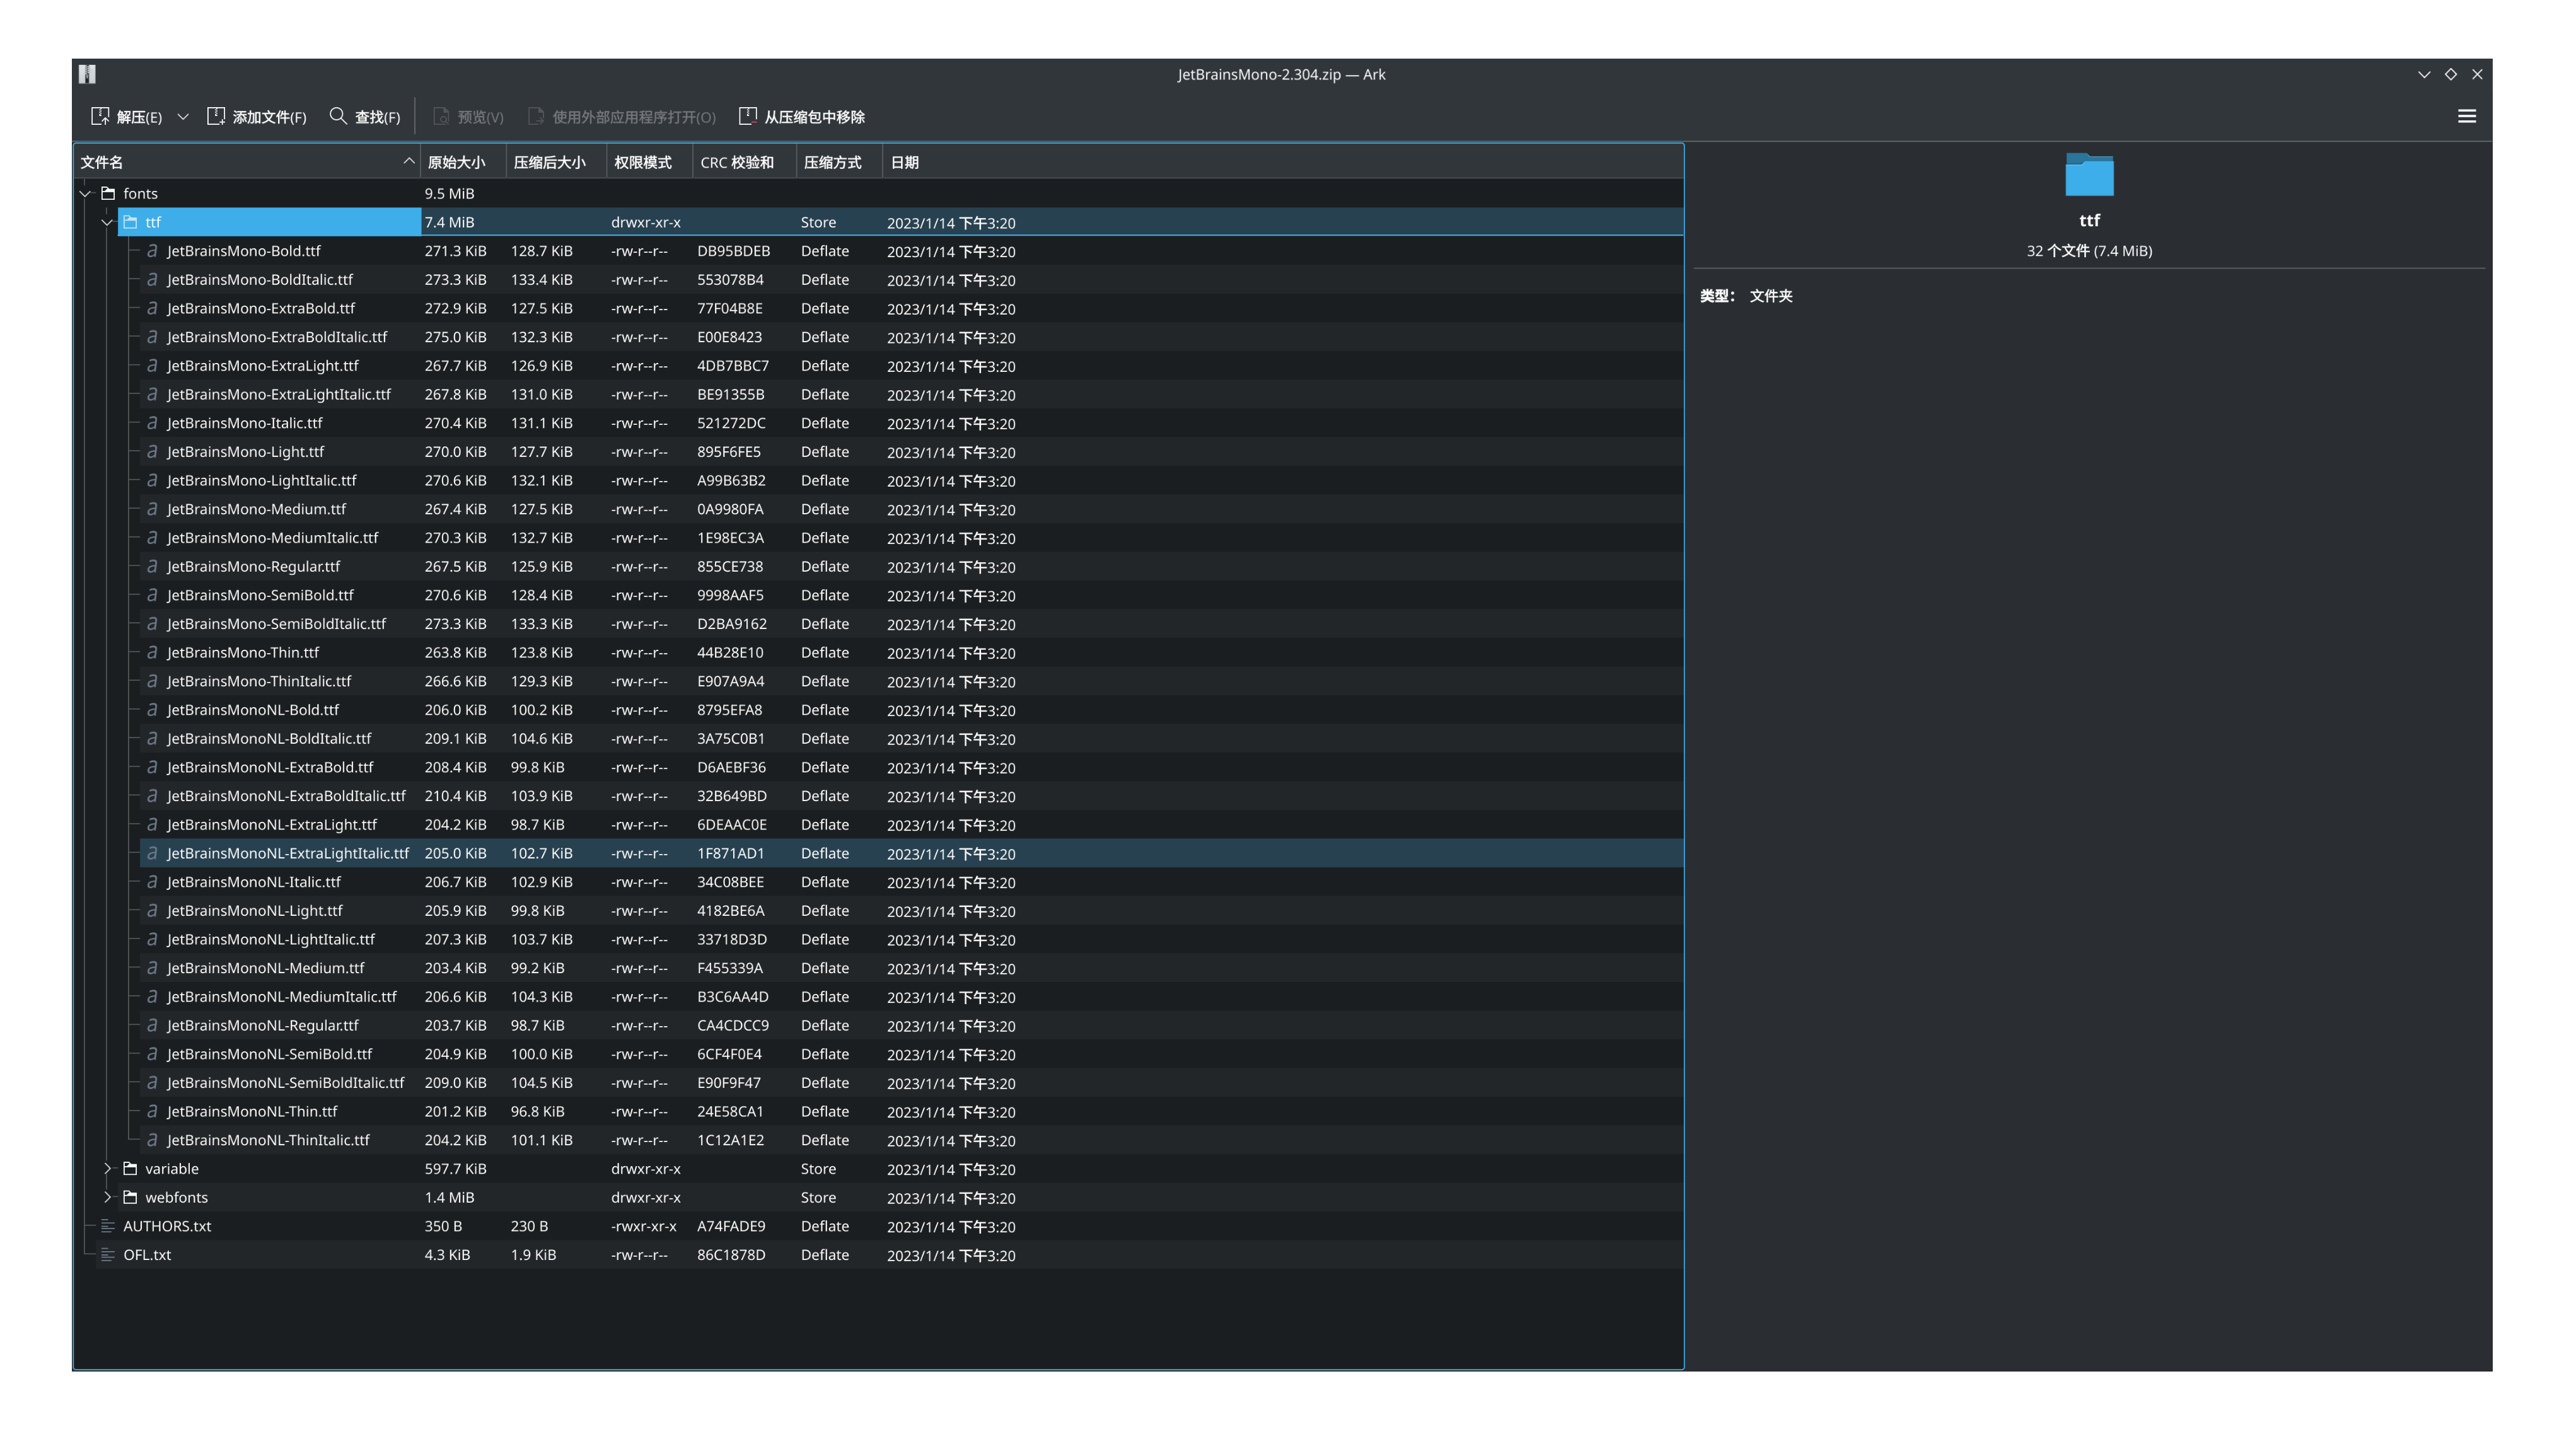 JetBrainsMono-2.304.zip — Ark
解压(E) 添加文件(F) 查找(F) 预览(V) 使用外部应用程序打开(O) 从压缩包中移除
文件名 原始大小 压缩后大小 权限模式 CRC 校验和 压缩方式 日期
fonts 9.5 MiB
ttf 7.4 MiB drwxr-xr-x Store 2023/1/14 下午3:20
JetBrainsMono-Bold.ttf 271.3 KiB 128.7 KiB -rw-r--r-- DB95BDEB Deflate 2023/1/14 下午3:20
JetBrainsMono-BoldItalic.ttf 273.3 KiB 133.4 KiB -rw-r--r-- 553078B4 Deflate 2023/1/14 下午3:20
JetBrainsMono-ExtraBold.ttf 272.9 KiB 127.5 KiB -rw-r--r-- 77F04B8E Deflate 2023/1/14 下午3:20
JetBrainsMono-ExtraBoldItalic.ttf 275.0 KiB 132.3 KiB -rw-r--r-- E00E8423 Deflate 2023/1/14 下午3:20
JetBrainsMono-ExtraLight.ttf 267.7 KiB 126.9 KiB -rw-r--r-- 4DB7BBC7 Deflate 2023/1/14 下午3:20
JetBrainsMono-ExtraLightItalic.ttf 267.8 KiB 131.0 KiB -rw-r--r-- BE91355B Deflate 2023/1/14 下午3:20
JetBrainsMono-Italic.ttf 270.4 KiB 131.1 KiB -rw-r--r-- 521272DC Deflate 2023/1/14 下午3:20
JetBrainsMono-Light.ttf 270.0 KiB 127.7 KiB -rw-r--r-- 895F6FE5 Deflate 2023/1/14 下午3:20
JetBrainsMono-LightItalic.ttf 270.6 KiB 132.1 KiB -rw-r--r-- A99B63B2 Deflate 2023/1/14 下午3:20
JetBrainsMono-Medium.ttf 267.4 KiB 127.5 KiB -rw-r--r-- 0A9980FA Deflate 2023/1/14 下午3:20
JetBrainsMono-MediumItalic.ttf 270.3 KiB 132.7 KiB -rw-r--r-- 1E98EC3A Deflate 2023/1/14 下午3:20
JetBrainsMono-Regular.ttf 267.5 KiB 125.9 KiB -rw-r--r-- 855CE738 Deflate 2023/1/14 下午3:20
JetBrainsMono-SemiBold.ttf 270.6 KiB 128.4 KiB -rw-r--r-- 9998AAF5 Deflate 2023/1/14 下午3:20
JetBrainsMono-SemiBoldItalic.ttf 273.3 KiB 133.3 KiB -rw-r--r-- D2BA9162 Deflate 2023/1/14 下午3:20
JetBrainsMono-Thin.ttf 263.8 KiB 123.8 KiB -rw-r--r-- 44B28E10 Deflate 2023/1/14 下午3:20
JetBrainsMono-ThinItalic.ttf 266.6 KiB 129.3 KiB -rw-r--r-- E907A9A4 Deflate 2023/1/14 下午3:20
JetBrainsMonoNL-Bold.ttf 206.0 KiB 100.2 KiB -rw-r--r-- 8795EFA8 Deflate 2023/1/14 下午3:20
JetBrainsMonoNL-BoldItalic.ttf 209.1 KiB 104.6 KiB -rw-r--r-- 3A75C0B1 Deflate 2023/1/14 下午3:20
JetBrainsMonoNL-ExtraBold.ttf 208.4 KiB 99.8 KiB -rw-r--r-- D6AEBF36 Deflate 2023/1/14 下午3:20
JetBrainsMonoNL-ExtraBoldItalic.ttf 210.4 KiB 103.9 KiB -rw-r--r-- 32B649BD Deflate 2023/1/14 下午3:20
JetBrainsMonoNL-ExtraLight.ttf 204.2 KiB 98.7 KiB -rw-r--r-- 6DEAAC0E Deflate 2023/1/14 下午3:20
JetBrainsMonoNL-ExtraLightItalic.ttf 205.0 KiB 102.7 KiB -rw-r--r-- 1F871AD1 Deflate 2023/1/14 下午3:20
JetBrainsMonoNL-Italic.ttf 206.7 KiB 102.9 KiB -rw-r--r-- 34C08BEE Deflate 2023/1/14 下午3:20
JetBrainsMonoNL-Light.ttf 205.9 KiB 99.8 KiB -rw-r--r-- 4182BE6A Deflate 2023/1/14 下午3:20
JetBrainsMonoNL-LightItalic.ttf 207.3 KiB 103.7 KiB -rw-r--r-- 33718D3D Deflate 2023/1/14 下午3:20
JetBrainsMonoNL-Medium.ttf 203.4 KiB 99.2 KiB -rw-r--r-- F455339A Deflate 2023/1/14 下午3:20
JetBrainsMonoNL-MediumItalic.ttf 206.6 KiB 104.3 KiB -rw-r--r-- B3C6AA4D Deflate 2023/1/14 下午3:20
JetBrainsMonoNL-Regular.ttf 203.7 KiB 98.7 KiB -rw-r--r-- CA4CDCC9 Deflate 2023/1/14 下午3:20
JetBrainsMonoNL-SemiBold.ttf 204.9 KiB 100.0 KiB -rw-r--r-- 6CF4F0E4 Deflate 2023/1/14 下午3:20
JetBrainsMonoNL-SemiBoldItalic.ttf 209.0 KiB 104.5 KiB -rw-r--r-- E90F9F47 Deflate 2023/1/14 下午3:20
JetBrainsMonoNL-Thin.ttf 201.2 KiB 96.8 KiB -rw-r--r-- 24E58CA1 Deflate 2023/1/14 下午3:20
JetBrainsMonoNL-ThinItalic.ttf 204.2 KiB 101.1 KiB -rw-r--r-- 1C12A1E2 Deflate 2023/1/14 下午3:20
variable 597.7 KiB drwxr-xr-x Store 2023/1/14 下午3:20
webfonts 1.4 MiB drwxr-xr-x Store 2023/1/14 下午3:20
AUTHORS.txt 350 B 230 B -rwxr-xr-x A74FADE9 Deflate 2023/1/14 下午3:20
OFL.txt 4.3 KiB 1.9 KiB -rw-r--r-- 86C1878D Deflate 2023/1/14 下午3:20
ttf
32 个文件 (7.4 MiB)
类型： 文件夹